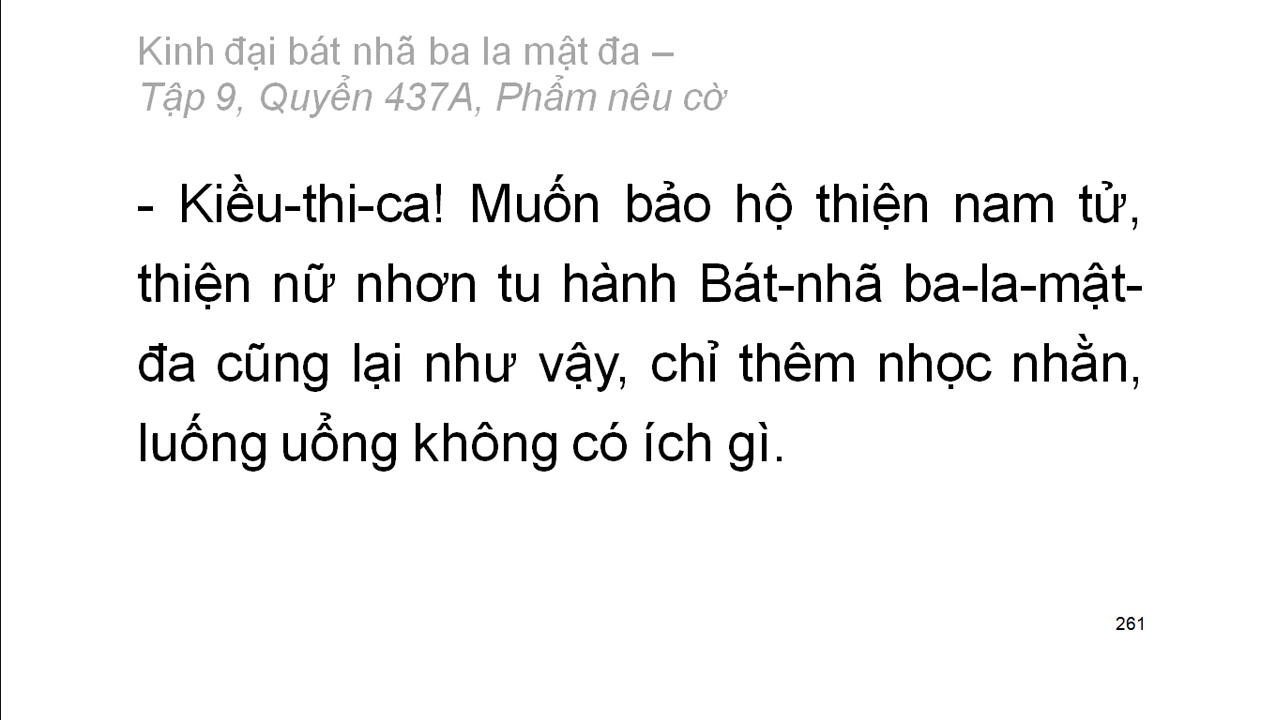 Kinh đại bát nhã ba la mật đa –
Tập 9, Quyển 437A, Phẩm nêu cờ
- Kiều-thi-ca! Muốn bảo hộ thiện nam tử,
thiện nữ nhơn tu hành Bát-nhã ba-la-mật-
đa cũng lại như vậy, chỉ thêm nhọc nhằn,
luống uổng không có ích gì.
261